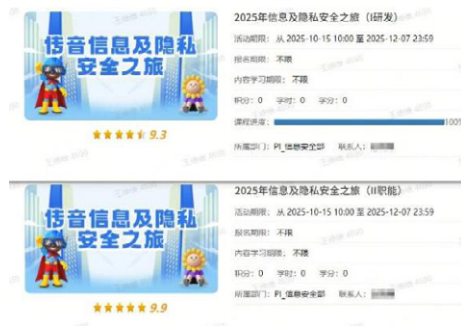 传音信息及隐私
安全之旅
9.3
2025年信息及隐私安全之旅（I研发）
活动期限： 从 2025-10-15 10:00 至 2025-12-07 23:59
报名期限： 不限
内容学习期限： 不限
积分：0 学时：0 学分：0
课程进度： 100%
所属部门：PI_信息安全部 联系人：
传音信息及隐私
安全之旅
9.9
2025年信息及隐私安全之旅（II职能）
活动期限： 从 2025-10-15 10:00 至 2025-12-07 23:59
报名期限： 不限
内容学习期限： 不限
积分：0 学时：0 学分：0
所属部门：PI_信息安全部 联系人：